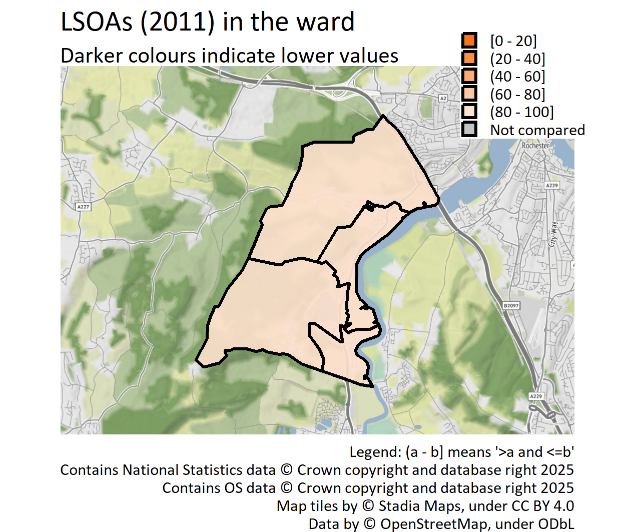 LSOAs (2011) in the ward
Darker colours indicate lower values
[0 - 20]
(20 - 40]
(40 - 60]
(60 - 80]
(80 - 100]
Not compared
A2
Rochester
A227
A229
City Way
B2097
A229
Legend: (a - b] means '>a and <=b'
Contains National Statistics data © Crown copyright and database right 2025
Contains OS data © Crown copyright and database right 2025
Map tiles by © Stadia Maps, under CC BY 4.0
Data by © OpenStreetMap, under ODbL